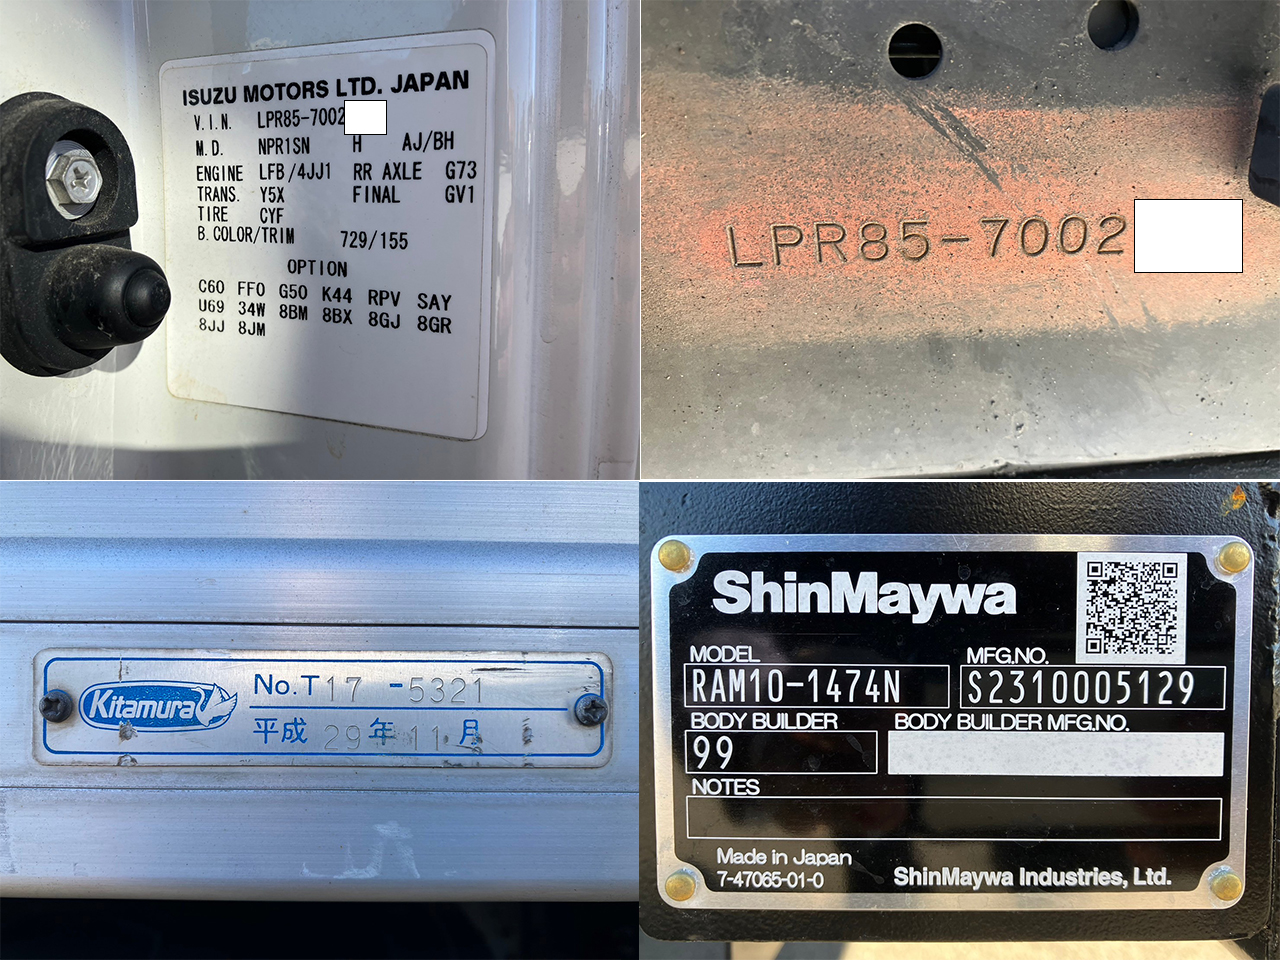 ISUZU MOTORS LTD. JAPAN
V.I.N. LPR85-7002
M.D. NPR1SN H AJ/BH
ENGINE LFB/4JJ1 RR AXLE G73
TRANS. Y5X FINAL GV1
TIRE CYF
B.COLOR/TRIM 729/155
OPTION
C60 FF0 G50 K44 RPV SAY
U69 34W 8BM 8BX 8GJ 8GR
8JJ 8JM
LPR85-7002
Kitamura
No.T17-5321
平成29年11月
ShinMaywa
MODEL
RAM10-1474N
MFG.NO.
S2310005129
BODY BUILDER
99
BODY BUILDER MFG.NO.
NOTES
Made in Japan
7-47065-01-0
ShinMaywa Industries, Ltd.